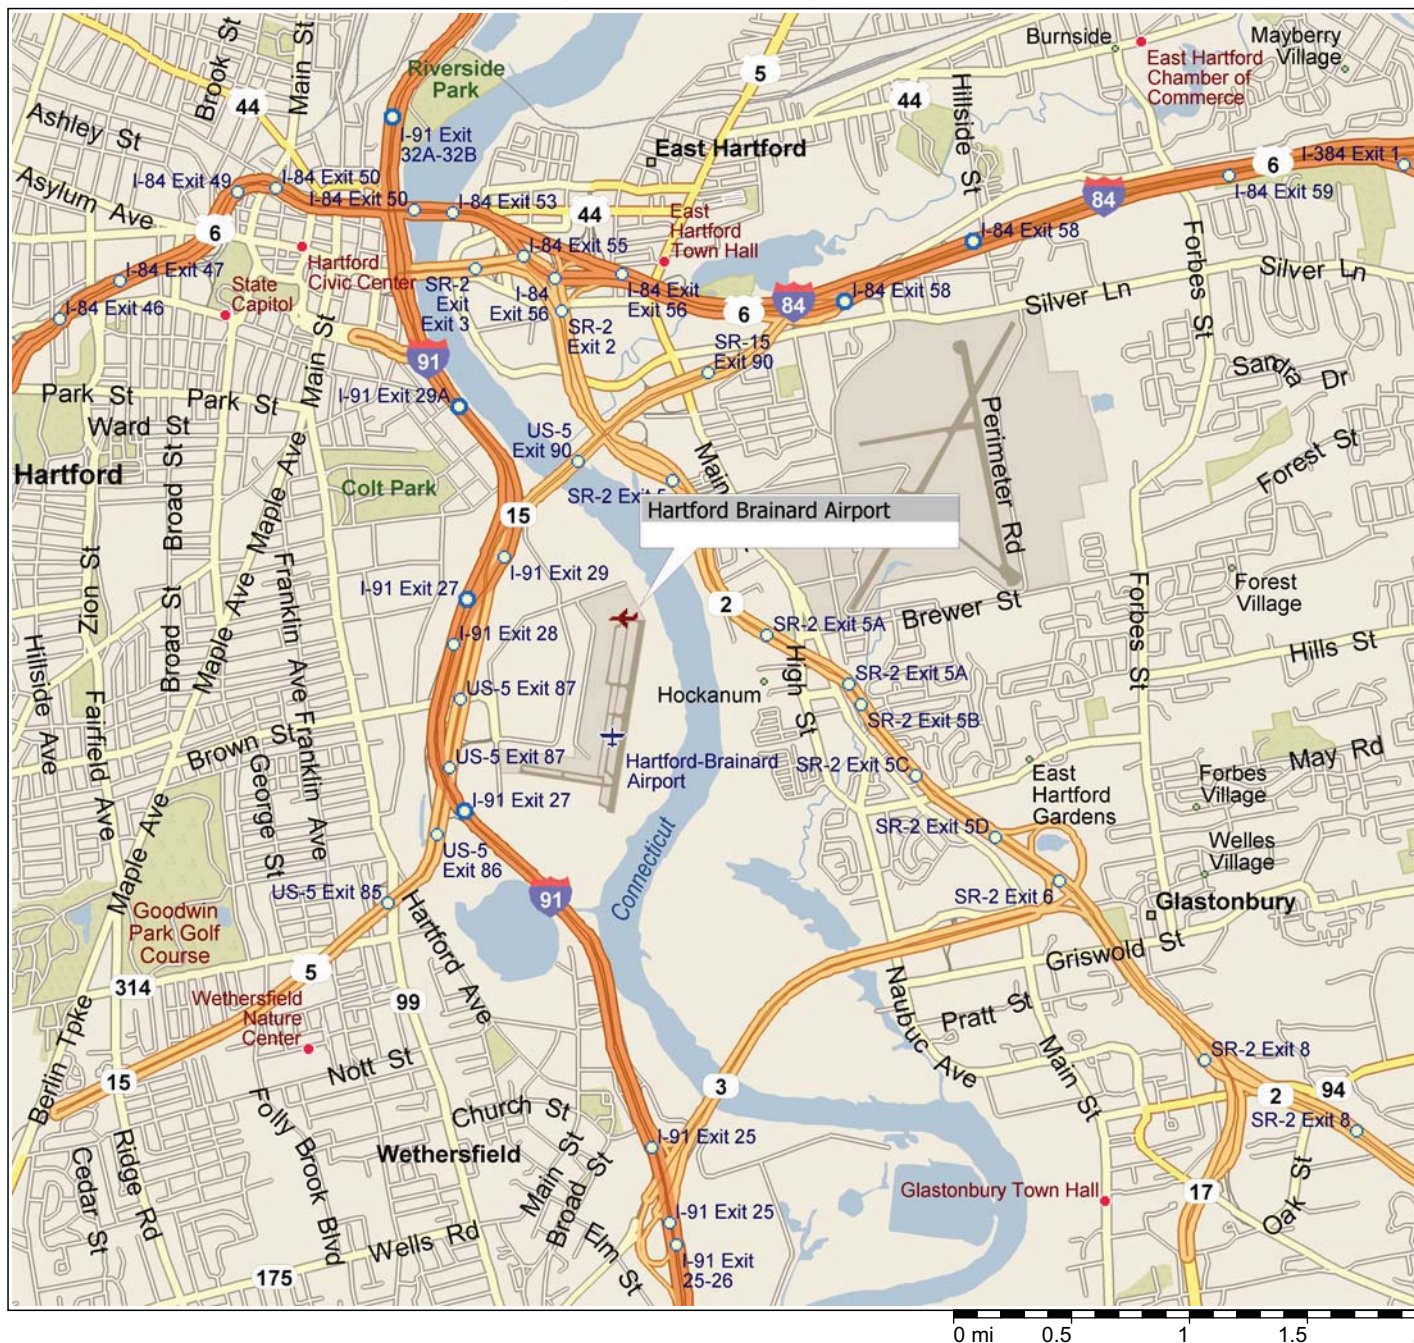 Brook St
Main St
Riverside
Park
5
Burnside
Mayberry
Village
East Hartford
Chamber of
Commerce
44
44
Hillside St
Ashley St
I-91 Exit
32A-32B
East Hartford
6
I-384 Exit 1
Asylum Ave
I-84 Exit 49
I-84 Exit 50
I-84 Exit 50
I-84 Exit 53
44
East
Hartford
Town Hall
84
I-84 Exit 59
6
I-84 Exit 55
I-84 Exit 58
Forbes St
Hartford
Civic Center
I-84 Exit 47
State
Capitol
SR-2
Exit
Exit 3
I-84
Exit 56
I-84 Exit
Exit 56
Silver Ln
84
I-84 Exit 58
Silver Ln
I-84 Exit 46
6
SR-2
Exit 2
SR-15
Exit 90
Main St
91
Sandra Dr
Park St
Park St
I-91 Exit 29A
Ward St
Perimeter Rd
Broad St
Maple Ave
US-5
Exit 90
Main
Forest St
Hartford
Colt Park
SR-2 Exit 5
Hartford Brainard Airport
15
Zion St
Franklin Ave
I-91 Exit 29
Forbes St
Forest
Village
I-91 Exit 27
2
Brewer St
Broad St
Maple Ave
I-91 Exit 28
SR-2 Exit 5A
Hills St
Hillside Ave
High St
Hockanum
SR-2 Exit 5A
US-5 Exit 87
SR-2 Exit 5B
Fairfield Ave
Brown St
Franklin Ave
George St
US-5 Exit 87
Hartford-Brainard
Airport
SR-2 Exit 5C
East
Hartford
Gardens
Forbes
Village
May Rd
I-91 Exit 27
SR-2 Exit 5D
Welles
Village
Maple Ave
US-5
Exit 86
Connecticut
US-5 Exit 85
91
SR-2 Exit 6
Glastonbury
Goodwin
Park Golf
Course
Hartford Ave
Griswold St
5
314
Wethersfield
Nature
Center
99
Naubuc Ave
Pratt St
Berlin Tpke
Nott St
Main St
SR-2 Exit 8
15
3
2
94
SR-2 Exit 8
Folly Brook Blvd
Church St
I-91 Exit 25
Ridge Rd
Wethersfield
Main St
Cedar St
Broad St
Glastonbury Town Hall
17
Oak St
I-91 Exit 25
Wells Rd
Elm St
I-91 Exit
25-26
175
0 mi 0.5 1 1.5